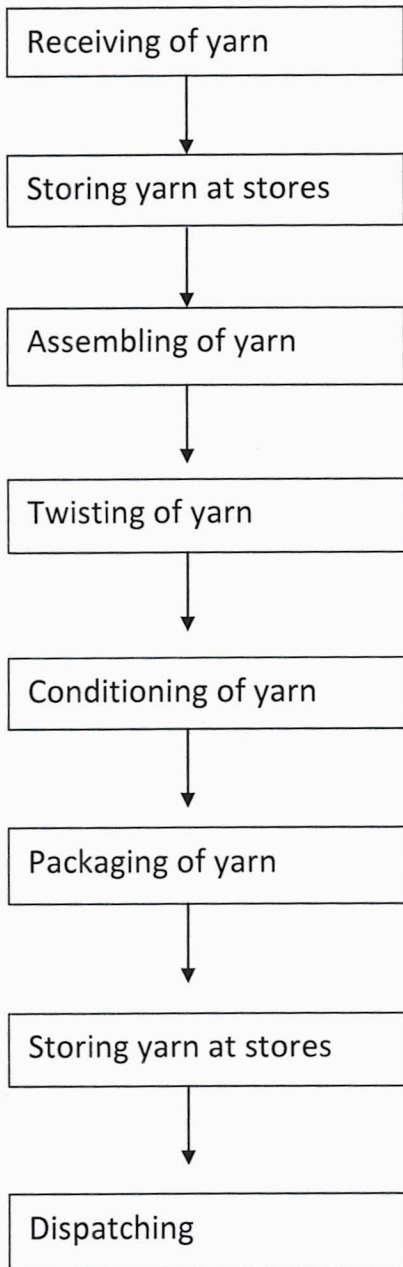 Receiving of yarn
Storing yarn at stores
Assembling of yarn
Twisting of yarn
Conditioning of yarn
Packaging of yarn
Storing yarn at stores
Dispatching